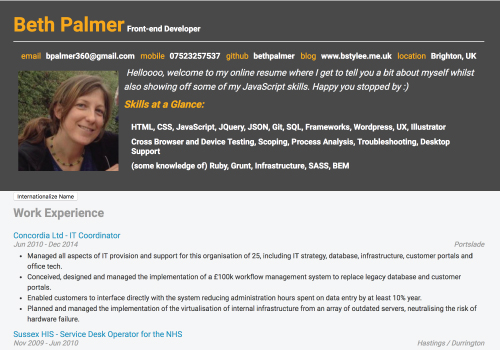 Beth Palmer Front-end Developer
email bpalmer360@gmail.com mobile 07523257537 github bethpalmer blog www.bstylee.me.uk location Brighton, UK
Helloooo, welcome to my online resume where I get to tell you a bit about myself whilst
also showing off some of my JavaScript skills. Happy you stopped by :)
Skills at a Glance:
HTML, CSS, JavaScript, JQuery, JSON, Git, SQL, Frameworks, Wordpress, UX, Illustrator
Cross Browser and Device Testing, Scoping, Process Analysis, Troubleshooting, Desktop
Support
(some knowledge of) Ruby, Grunt, Infrastructure, SASS, BEM
Internationalize Name
Work Experience
Concordia Ltd - IT Coordinator
Jun 2010 - Dec 2014 Portslade
• Managed all aspects of IT provision and support for this organisation of 25, including IT strategy, database, infrastructure, customer portals and
office tech.
• Conceived, designed and managed the implementation of a £100k workflow management system to replace legacy database and customer
portals.
• Enabled customers to interface directly with the system reducing administration hours spent on data entry by at least 10% year.
• Planned and managed the implementation of the virtualisation of internal infrastructure from an array of outdated servers, neutralising the risk of
hardware failure.
Sussex HIS - Service Desk Operator for the NHS
Nov 2009 - Jun 2010 Hastings / Durrington